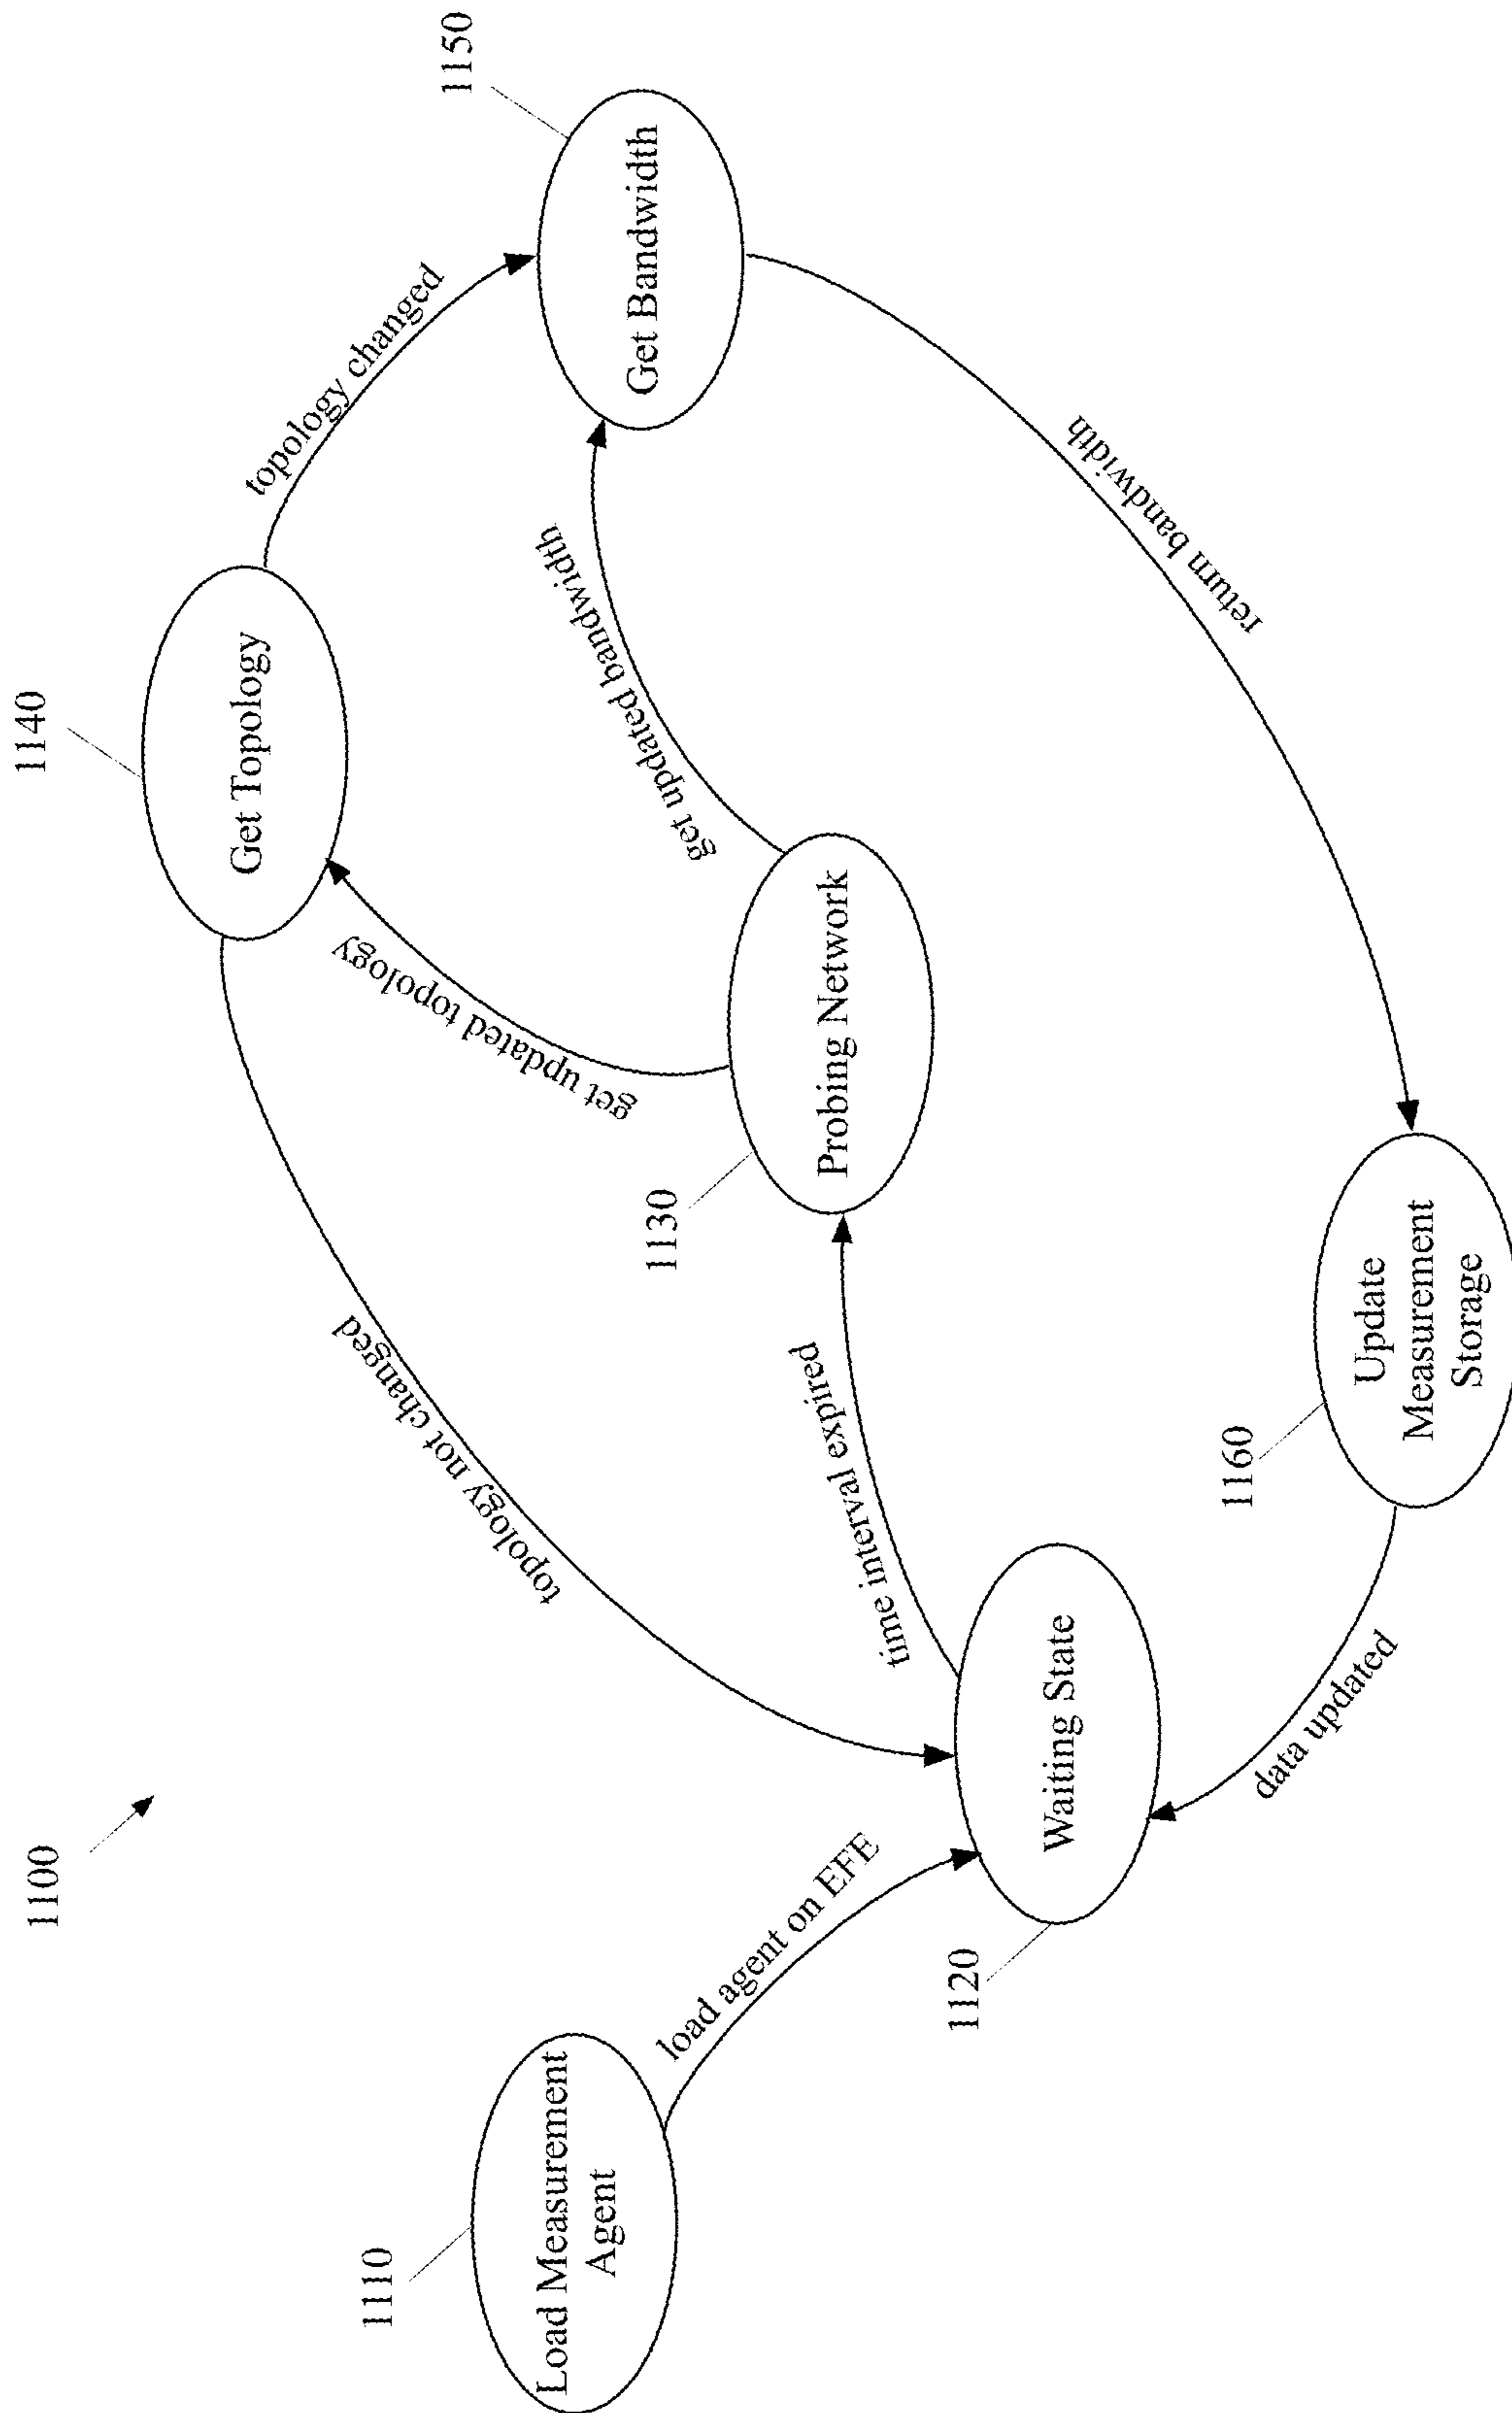 1100
1110
Load Measurement
Agent
load agent on EFE
1120
Waiting State
topology not changed
time interval expired
1130
Probing Network
get updated topology
get updated bandwidth
1140
Get Topology
topology changed
1150
Get Bandwidth
return bandwidth
1160
Update
Measurement
Storage
data updated